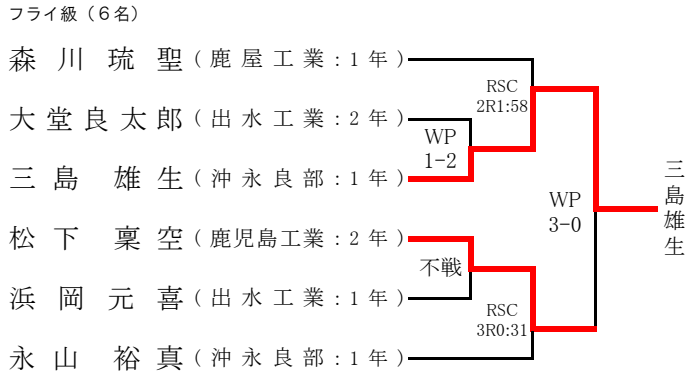 フライ級（６名）
森川琉聖（鹿屋工業：1年）
大堂良太郎（出水工業：2年）
三島雄生（沖永良部：1年）
松下稟空（鹿児島工業：2年）
浜岡元喜（出水工業：1年）
永山裕真（沖永良部：1年）
WP
1-2
不戦
RSC
2R1:58
RSC
3R0:31
WP
3-0
三島雄生